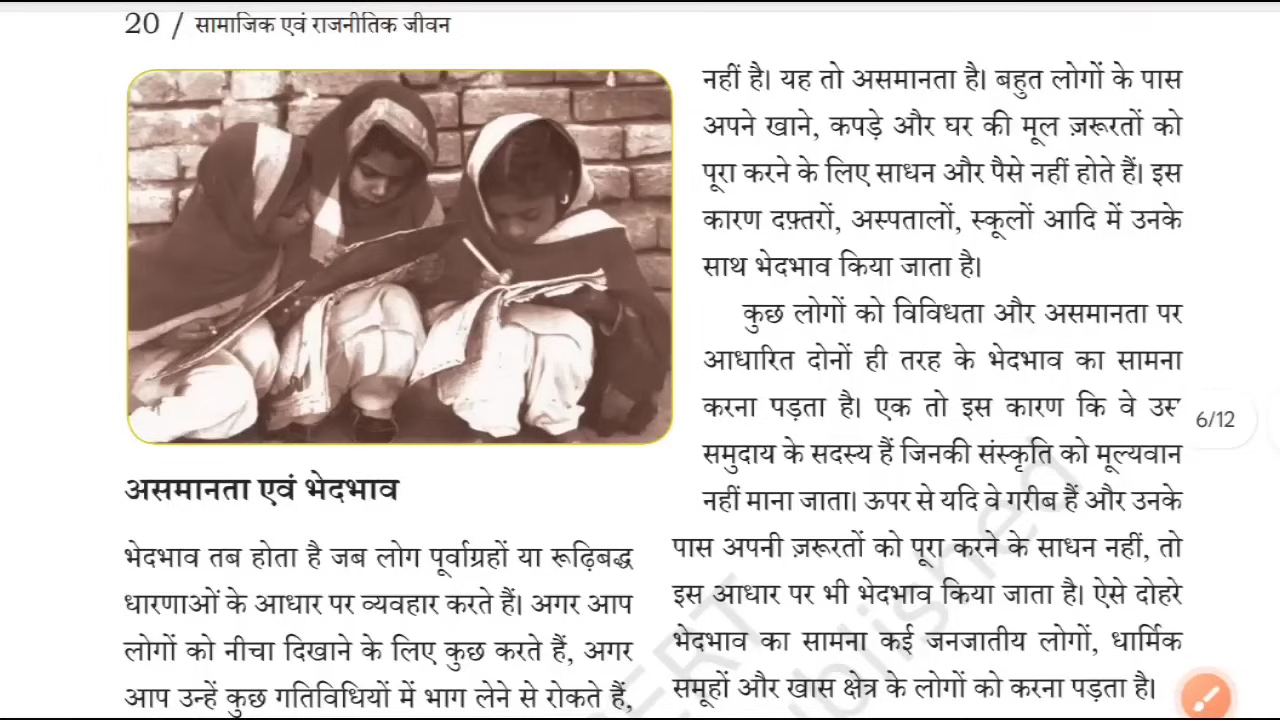 20 / सामाजिक एवं राजनीतिक जीवन
असमानता एवं भेदभाव
भेदभाव तब होता है जब लोग पूर्वाग्रहों या रूढ़िबद्ध
धारणाओं के आधार पर व्यवहार करते हैं। अगर आप
लोगों को नीचा दिखाने के लिए कुछ करते हैं, अगर
आप उन्हें कुछ गतिविधियों में भाग लेने से रोकते हैं,
नहीं है। यह तो असमानता है। बहुत लोगों के पास
अपने खाने, कपड़े और घर की मूल ज़रूरतों को
पूरा करने के लिए साधन और पैसे नहीं होते हैं। इस
कारण दफ़्तरों, अस्पतालों, स्कूलों आदि में उनके
साथ भेदभाव किया जाता है।
कुछ लोगों को विविधता और असमानता पर
आधारित दोनों ही तरह के भेदभाव का सामना
करना पड़ता है। एक तो इस कारण कि वे उस
समुदाय के सदस्य हैं जिनकी संस्कृति को मूल्यवान
नहीं माना जाता। ऊपर से यदि वे गरीब हैं और उनके
पास अपनी ज़रूरतों को पूरा करने के साधन नहीं, तो
इस आधार पर भी भेदभाव किया जाता है। ऐसे दोहरे
भेदभाव का सामना कई जनजातीय लोगों, धार्मिक
समूहों और खास क्षेत्र के लोगों को करना पड़ता है।
6/12